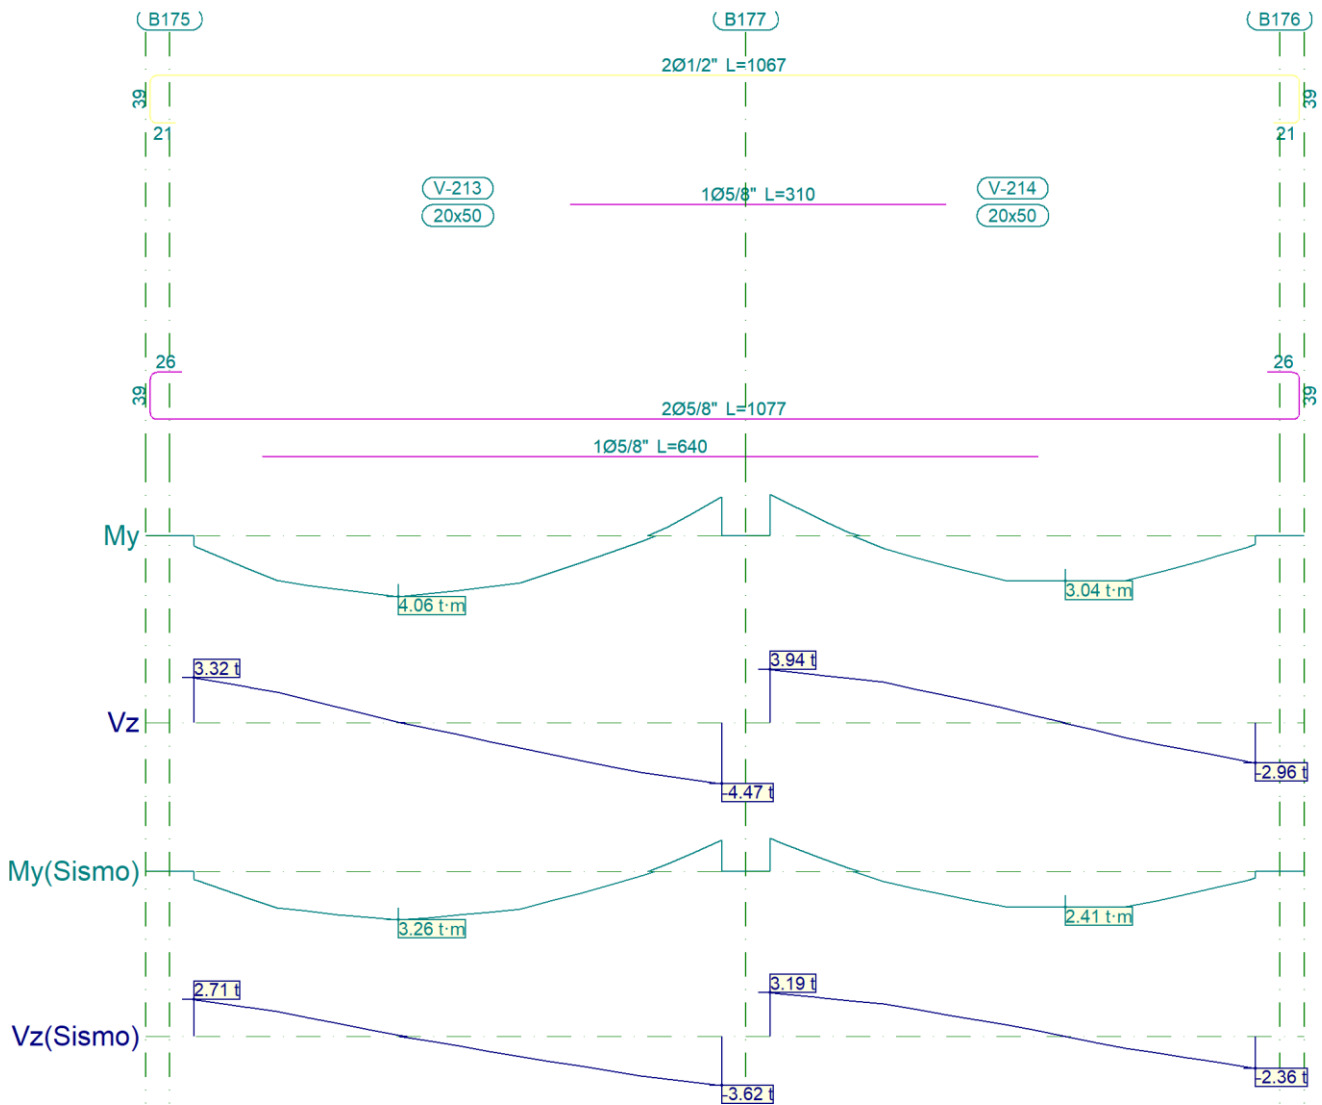 B175
B177
B176
2Ø1/2" L=1067
39
39
21
21
V-213
1Ø5/8" L=310
V-214
20x50
20x50
26
26
39
39
2Ø5/8" L=1077
1Ø5/8" L=640
My
4.06 t·m
3.04 t·m
3.32 t
3.94 t
Vz
-4.47 t
-2.96 t
My(Sismo)
3.26 t·m
2.41 t·m
2.71 t
3.19 t
Vz(Sismo)
-3.62 t
-2.36 t